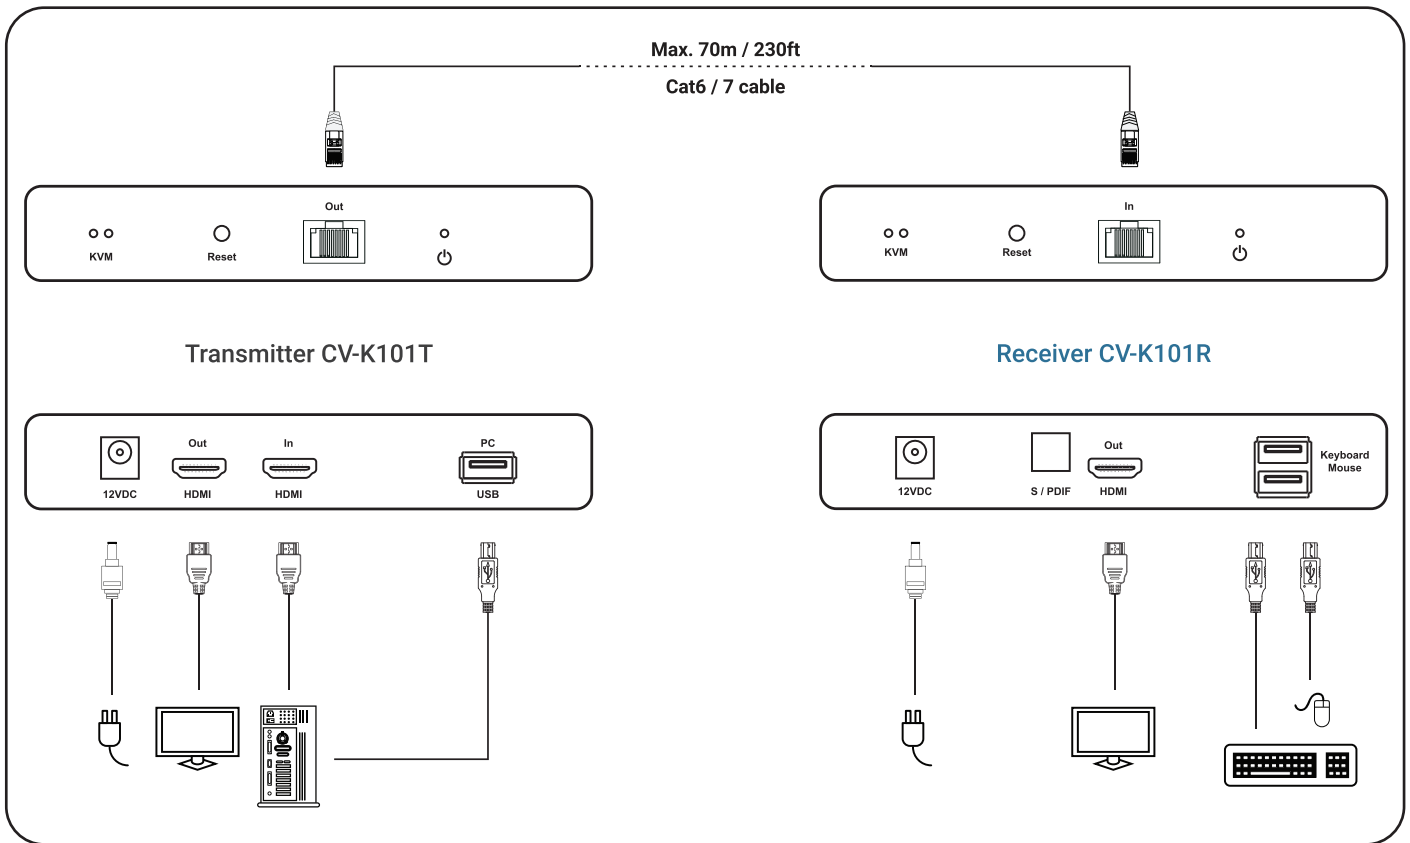 Max. 70m / 230ft
Cat6 / 7 cable
Out
KVM
Reset
In
KVM
Reset
Transmitter CV-K101T
Receiver CV-K101R
Out
In
PC
12VDC
HDMI
HDMI
USB
Out
Keyboard
Mouse
12VDC
S / PDIF
HDMI